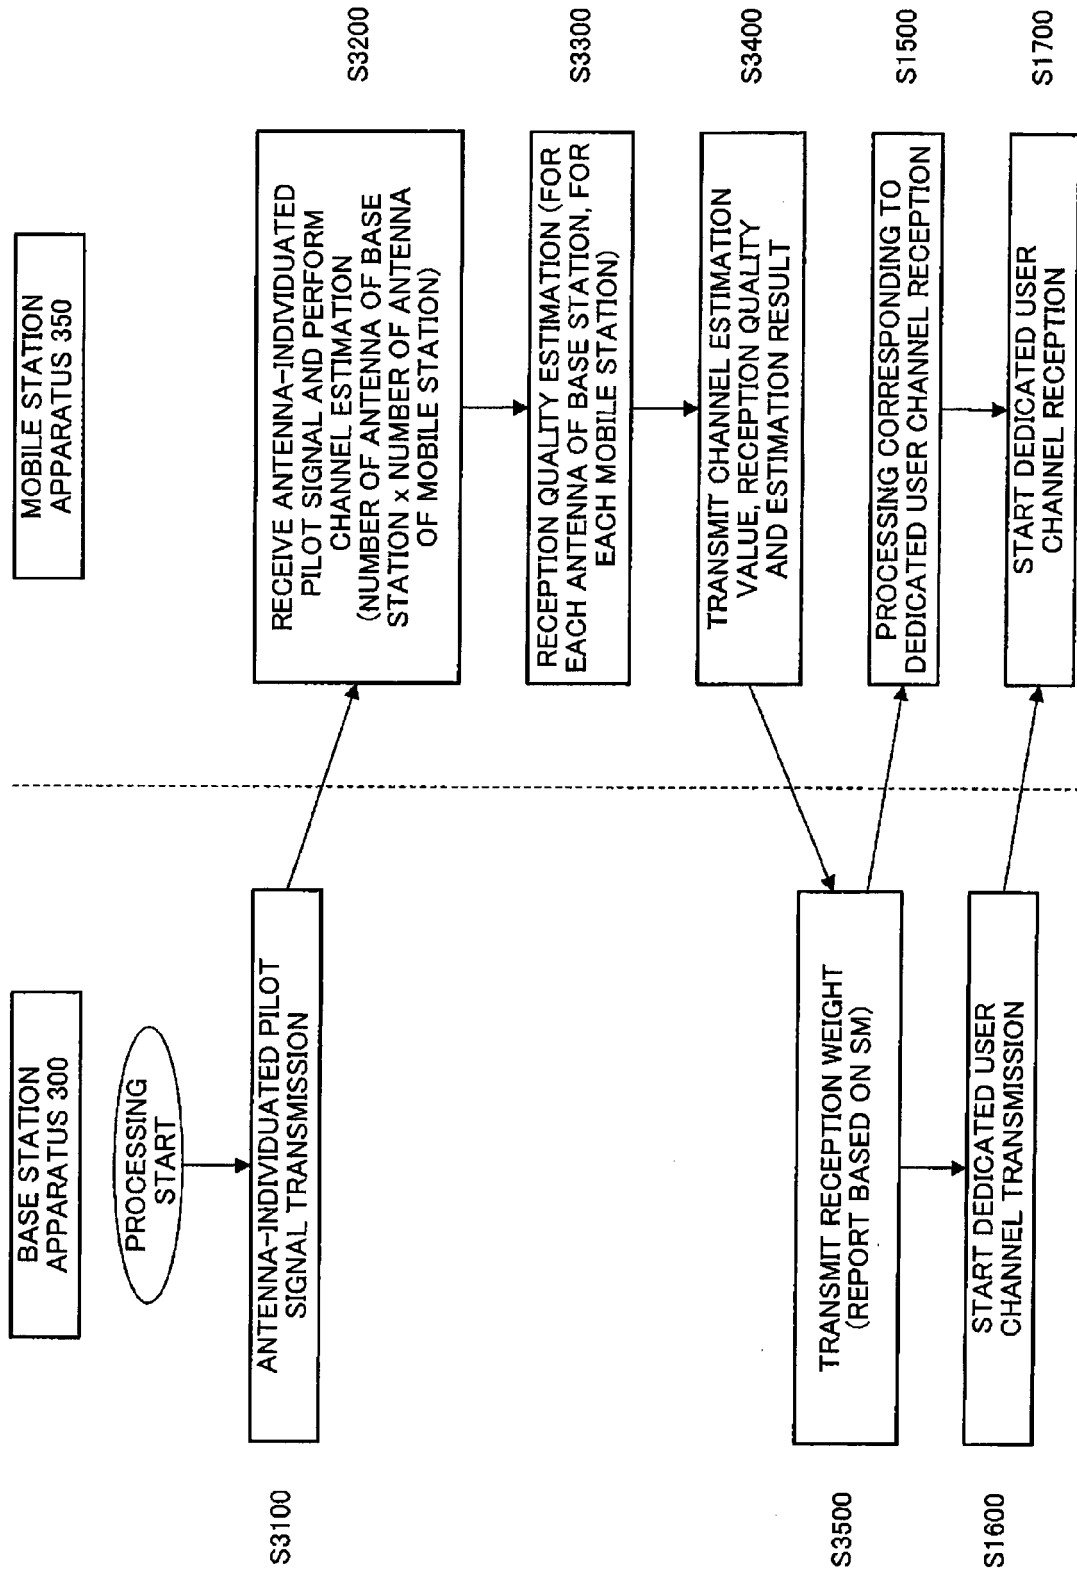 BASE STATION
APPARATUS 300
MOBILE STATION
APPARATUS 350
PROCESSING
START
S3100
ANTENNA-INDIVIDUATED PILOT
SIGNAL TRANSMISSION
RECEIVE ANTENNA-INDIVIDUATED
PILOT SIGNAL AND PERFORM
CHANNEL ESTIMATION
(NUMBER OF ANTENNA OF BASE
STATION x NUMBER OF ANTENNA
OF MOBILE STATION)
S3200
RECEPTION QUALITY ESTIMATION (FOR
EACH ANTENNA OF BASE STATION, FOR
EACH MOBILE STATION)
S3300
TRANSMIT CHANNEL ESTIMATION
VALUE, RECEPTION QUALITY
AND ESTIMATION RESULT
S3400
S3500
TRANSMIT RECEPTION WEIGHT
(REPORT BASED ON SM)
PROCESSING CORRESPONDING TO
DEDICATED USER CHANNEL RECEPTION
S1500
S1600
START DEDICATED USER
CHANNEL TRANSMISSION
START DEDICATED USER
CHANNEL RECEPTION
S1700